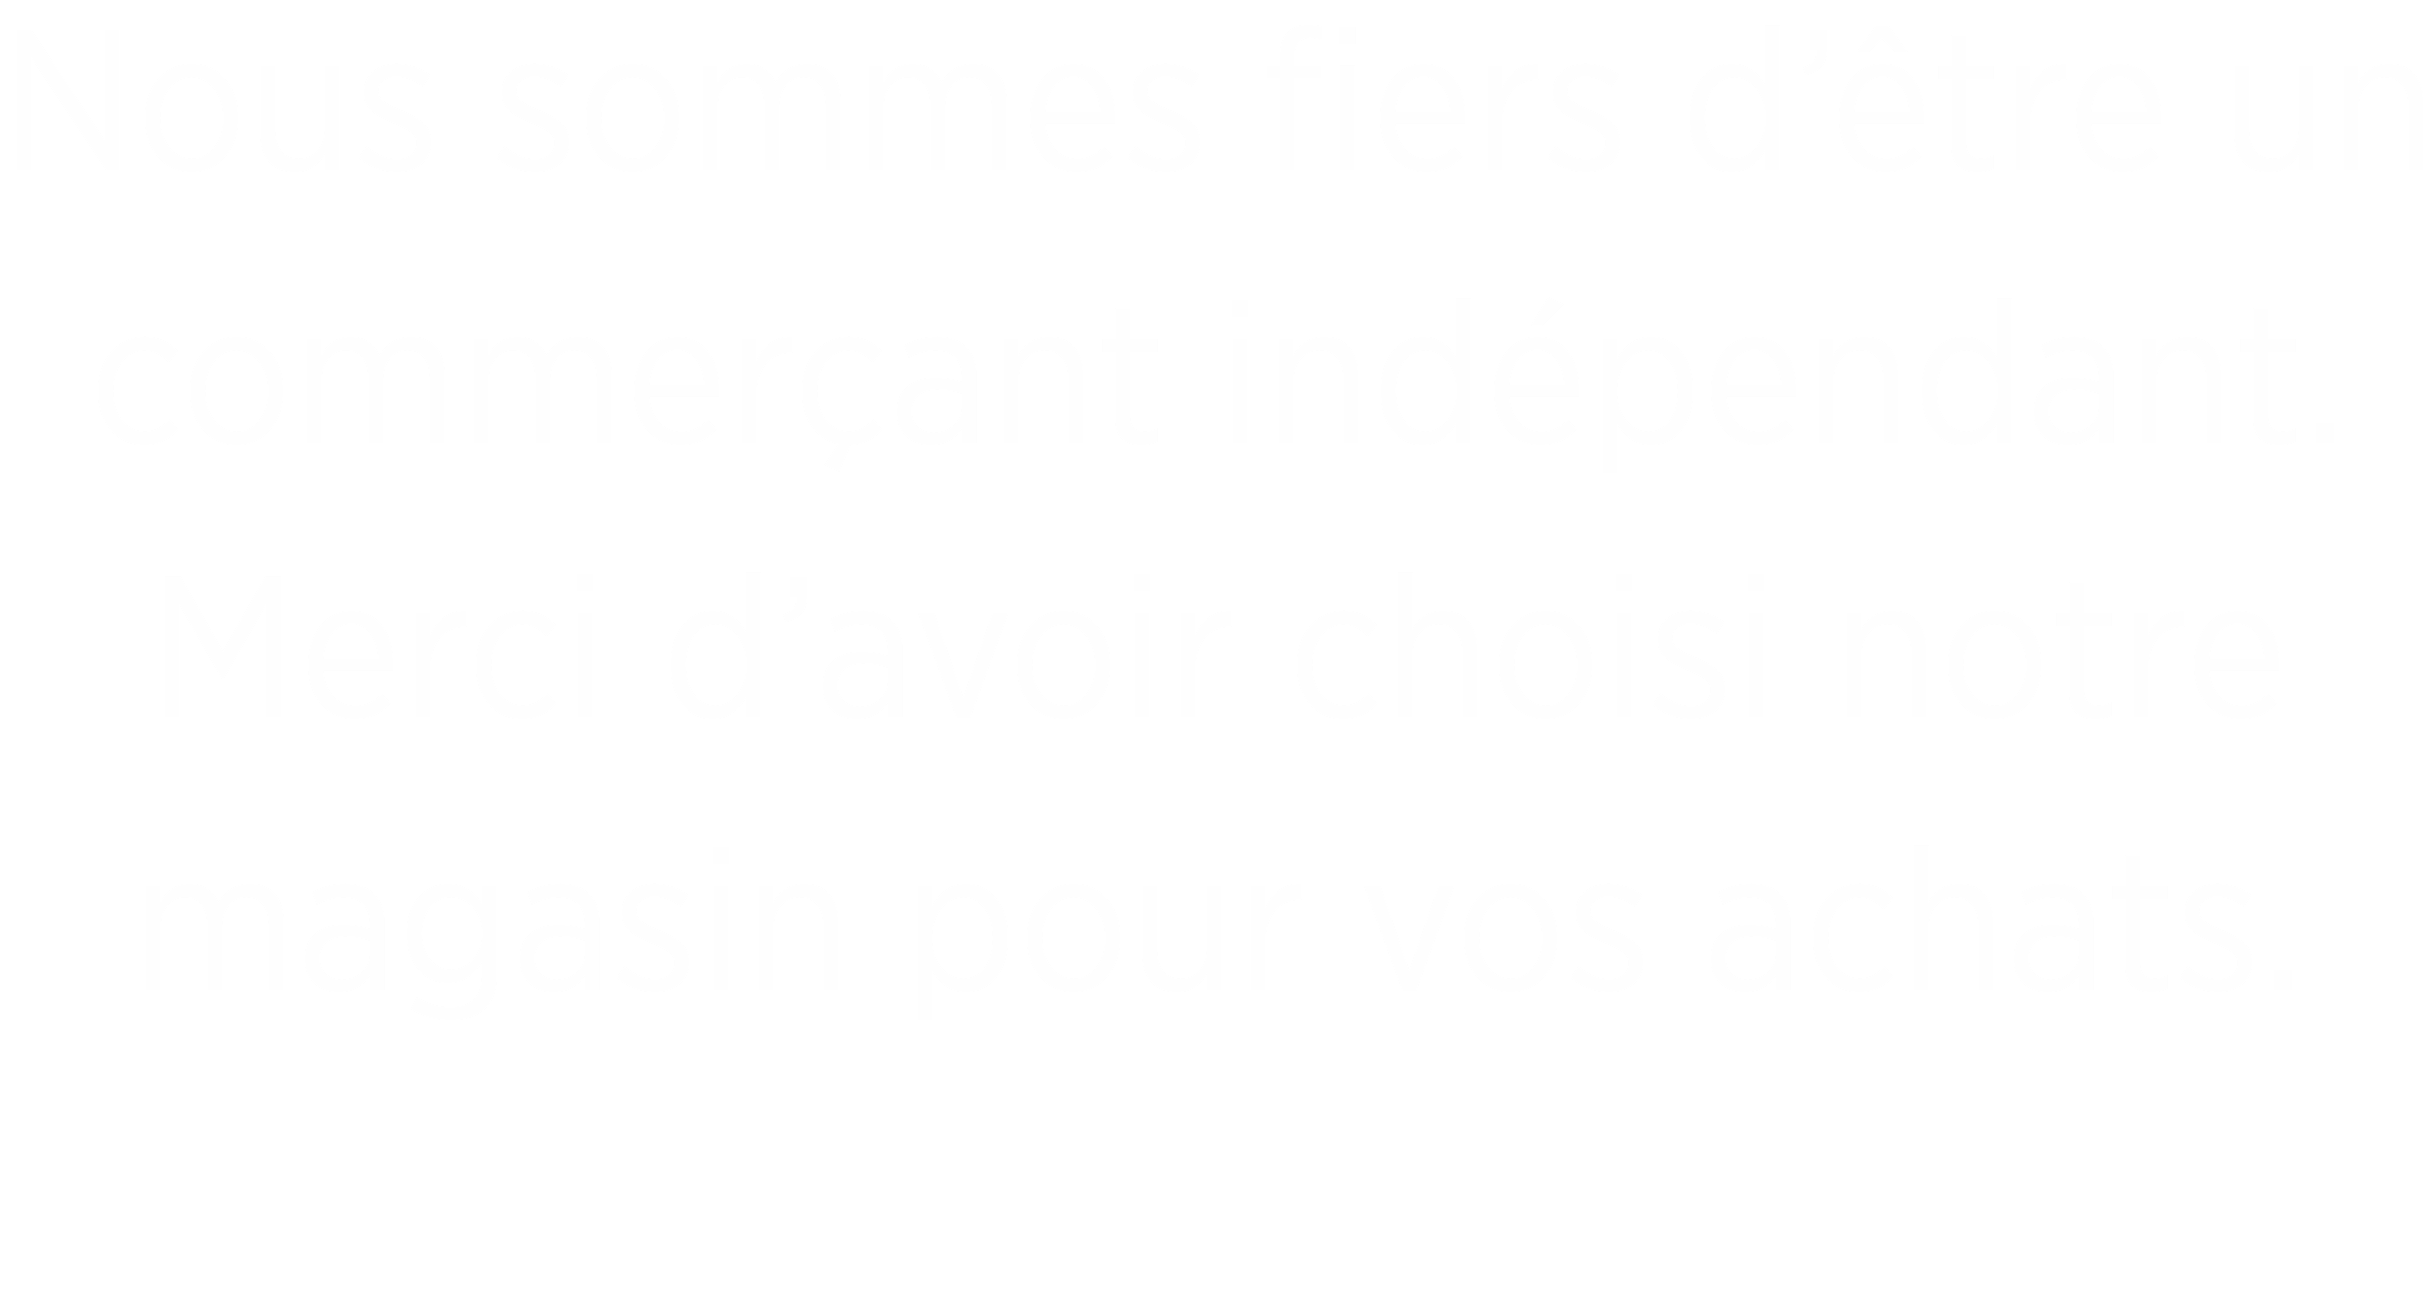 Nous sommes fiers d’être un
commerçant indépendant.
Merci d’avoir choisi notre
magasin pour vos achats.